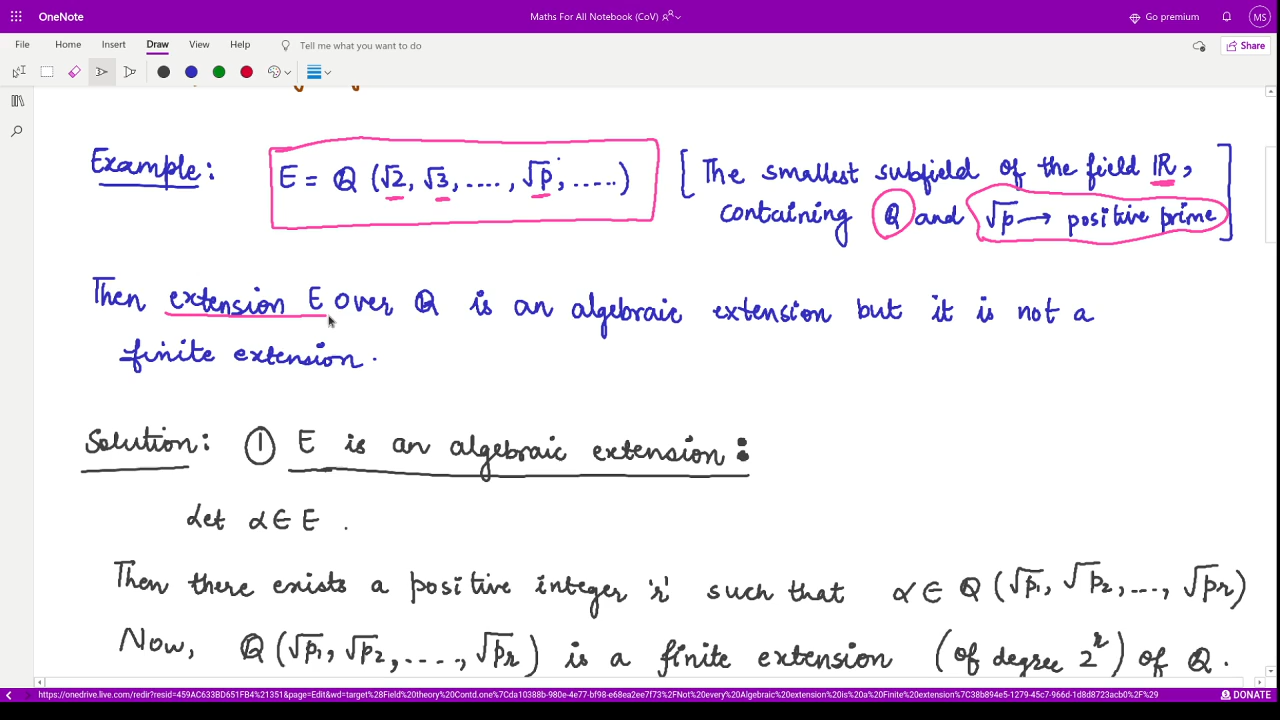 OneNote
Maths For All Notebook (CoV)
Go premium
MS
File Home Insert Draw View Help Tell me what you want to do
Share
Example: E = ℚ (√2, √3, ...., √p, .....) [The smallest subfield of the field ℝ,
containing ℚ and √p → positive prime]
Then extension E over ℚ is an algebraic extension but it is not a
finite extension.
Solution: ① E is an algebraic extension:
Let α ∈ E .
Then there exists a positive integer 'r' such that α ∈ ℚ (√p₁, √p₂, ...., √pr)
Now, ℚ (√p₁, √p₂, ...., √pr) is a finite extension (of degree 2^r) of ℚ.
DONATE